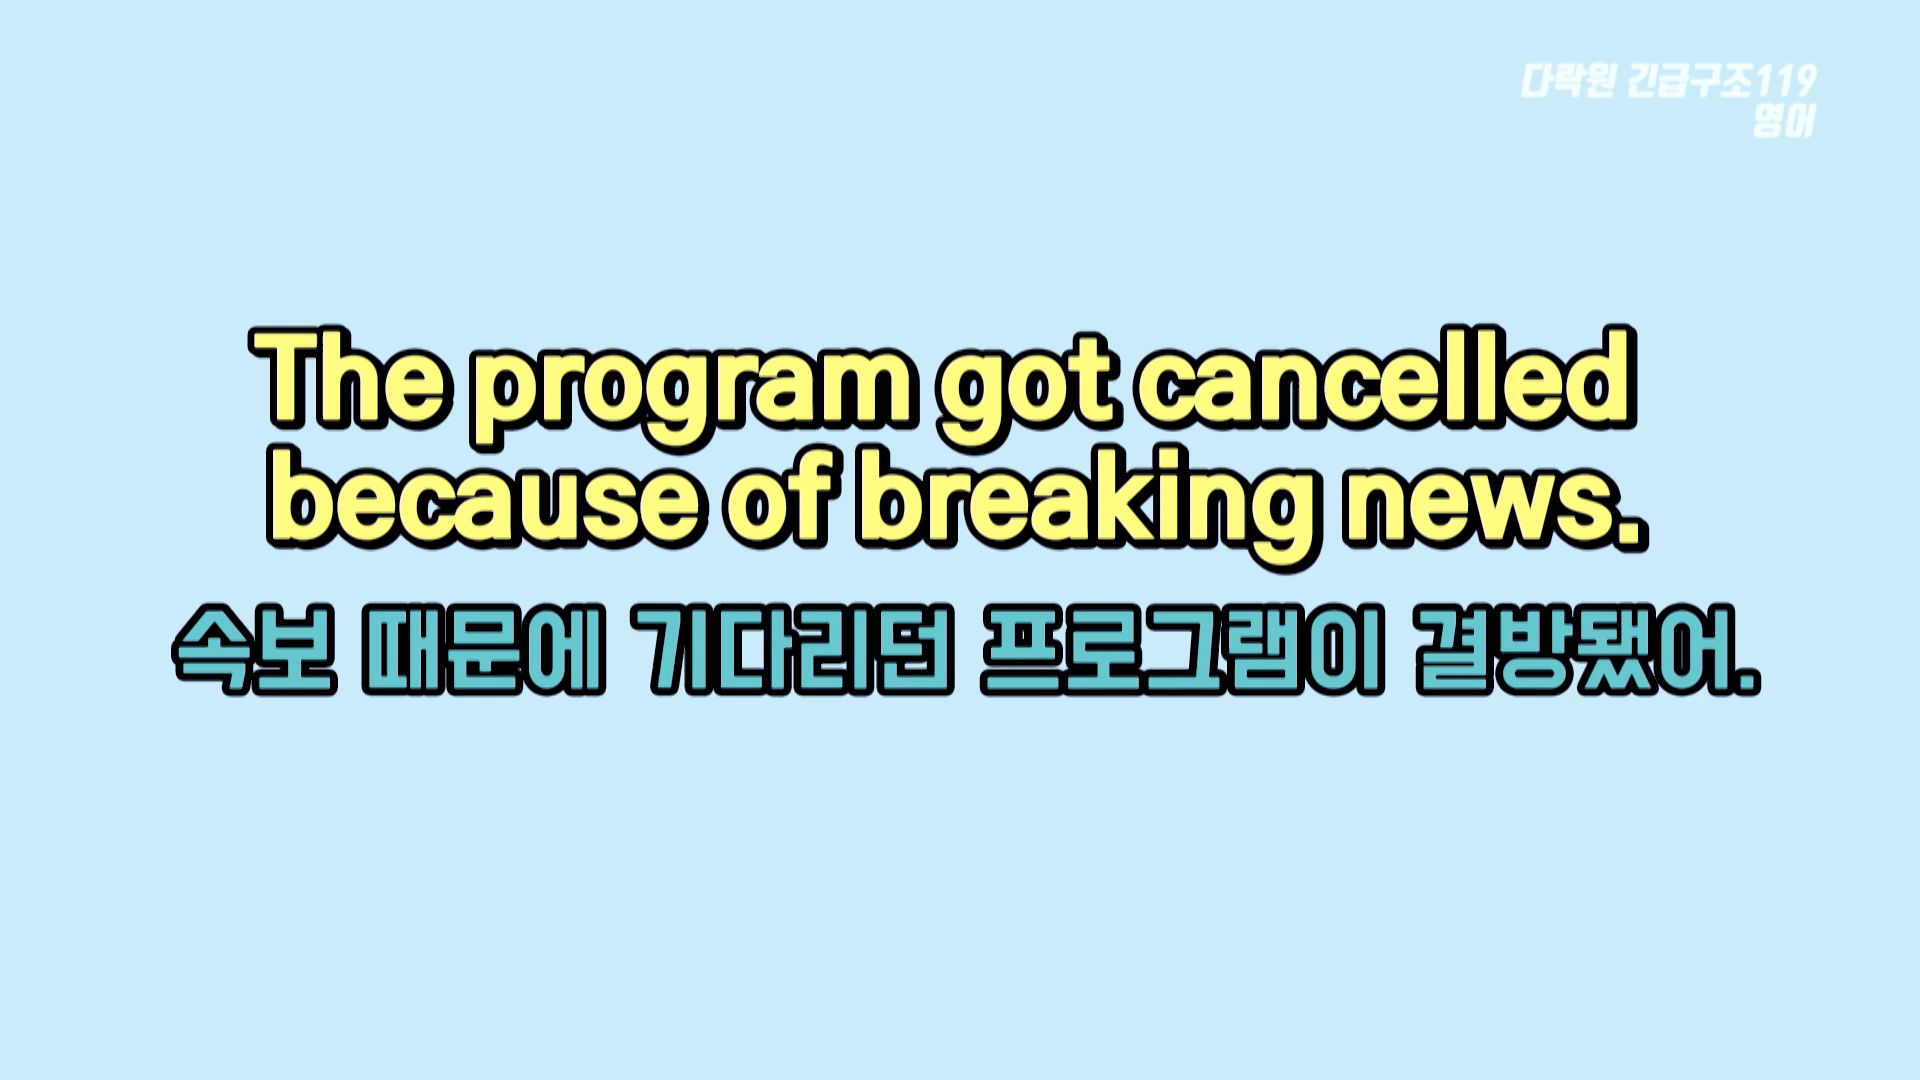 다락원 긴급구조119
영어
The program got cancelled
because of breaking news.
속보 때문에 기다리던 프로그램이 결방됐어.